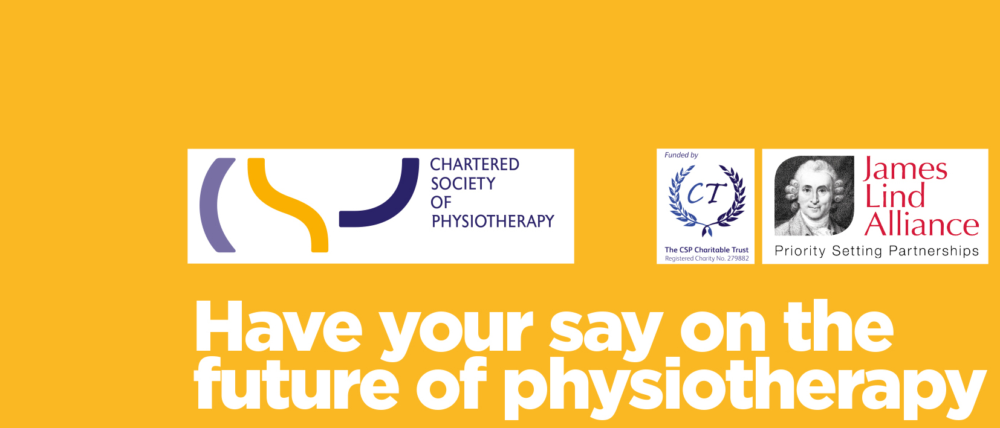 CHARTERED
SOCIETY
OF
PHYSIOTHERAPY
Funded by
CT
The CSP Charitable Trust
Registered Charity No. 279882
James
Lind
Alliance
Priority Setting Partnerships
Have your say on the
future of physiotherapy